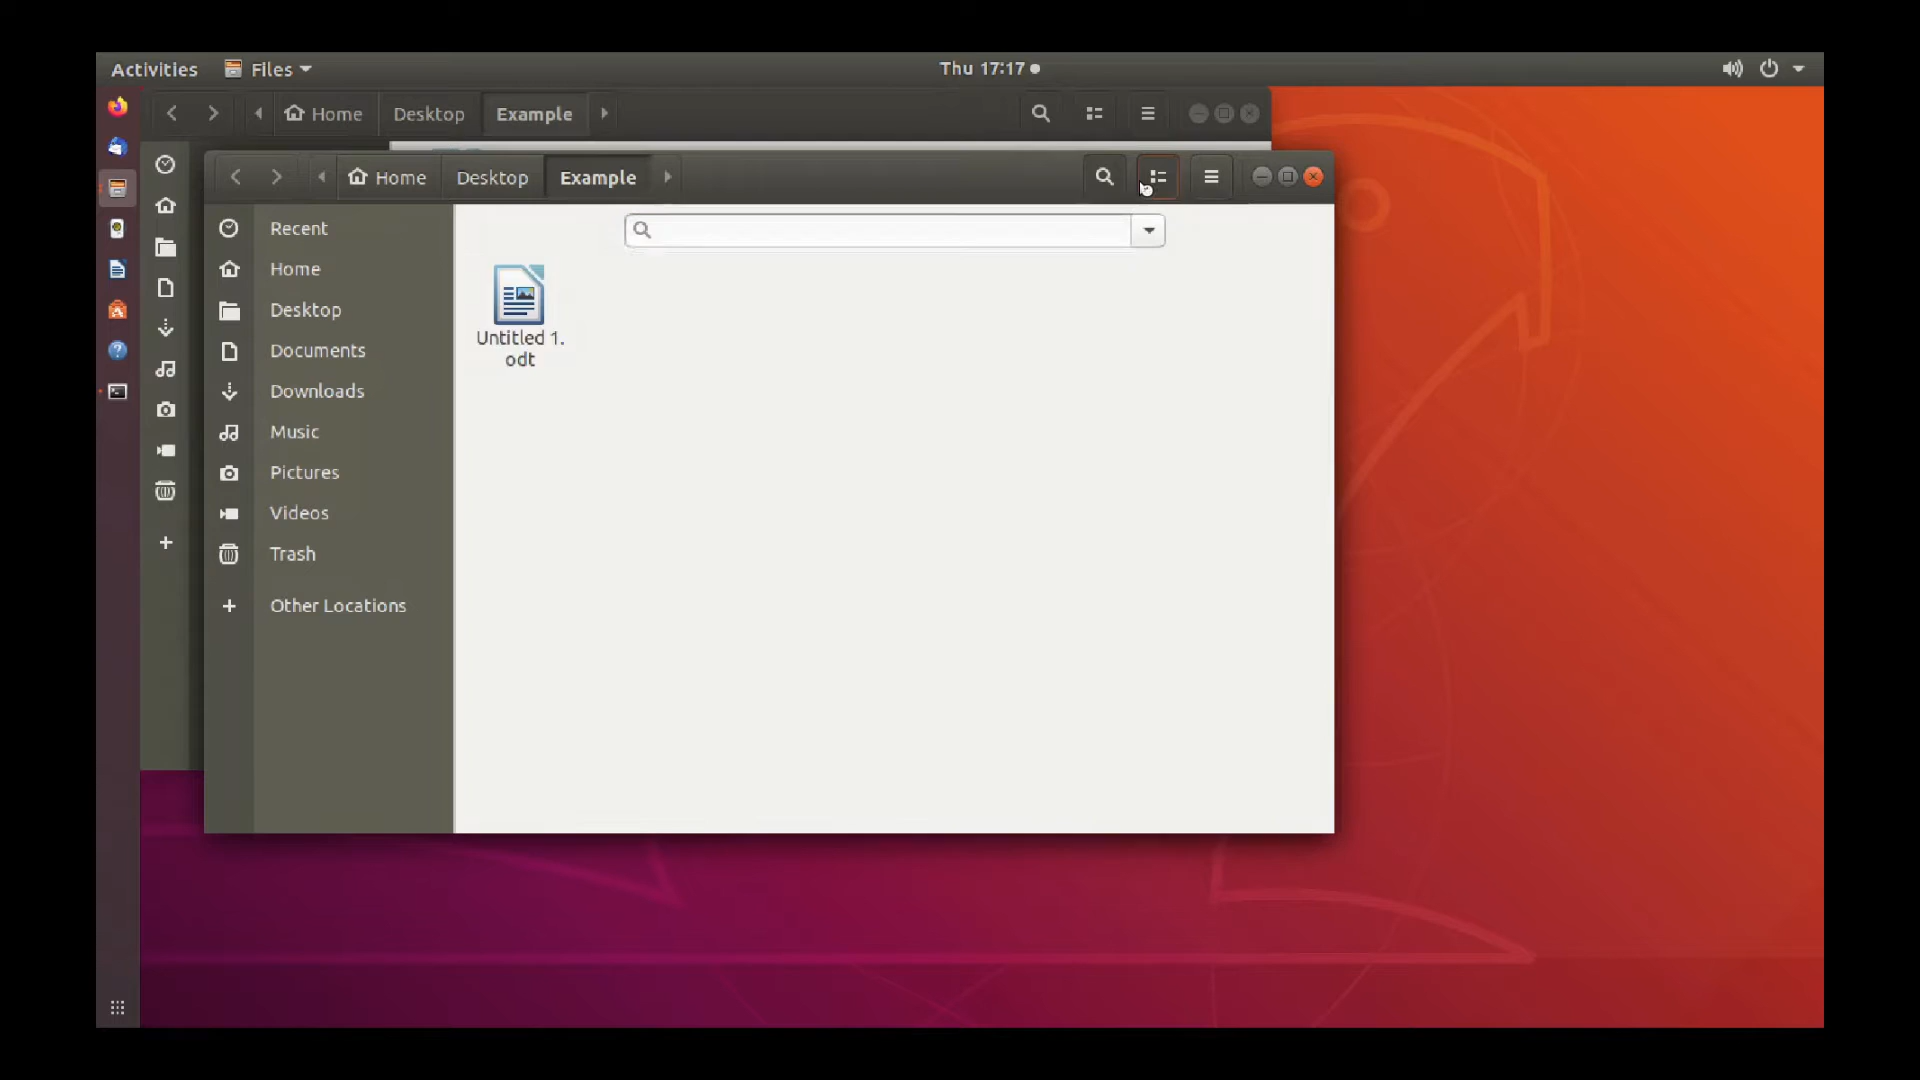 Activities Files Thu 17:17
Home Desktop Example
Home Desktop Example
Recent
Home
Desktop
Documents
Downloads
Music
Pictures
Videos
Trash
Other Locations
Untitled 1.
odt